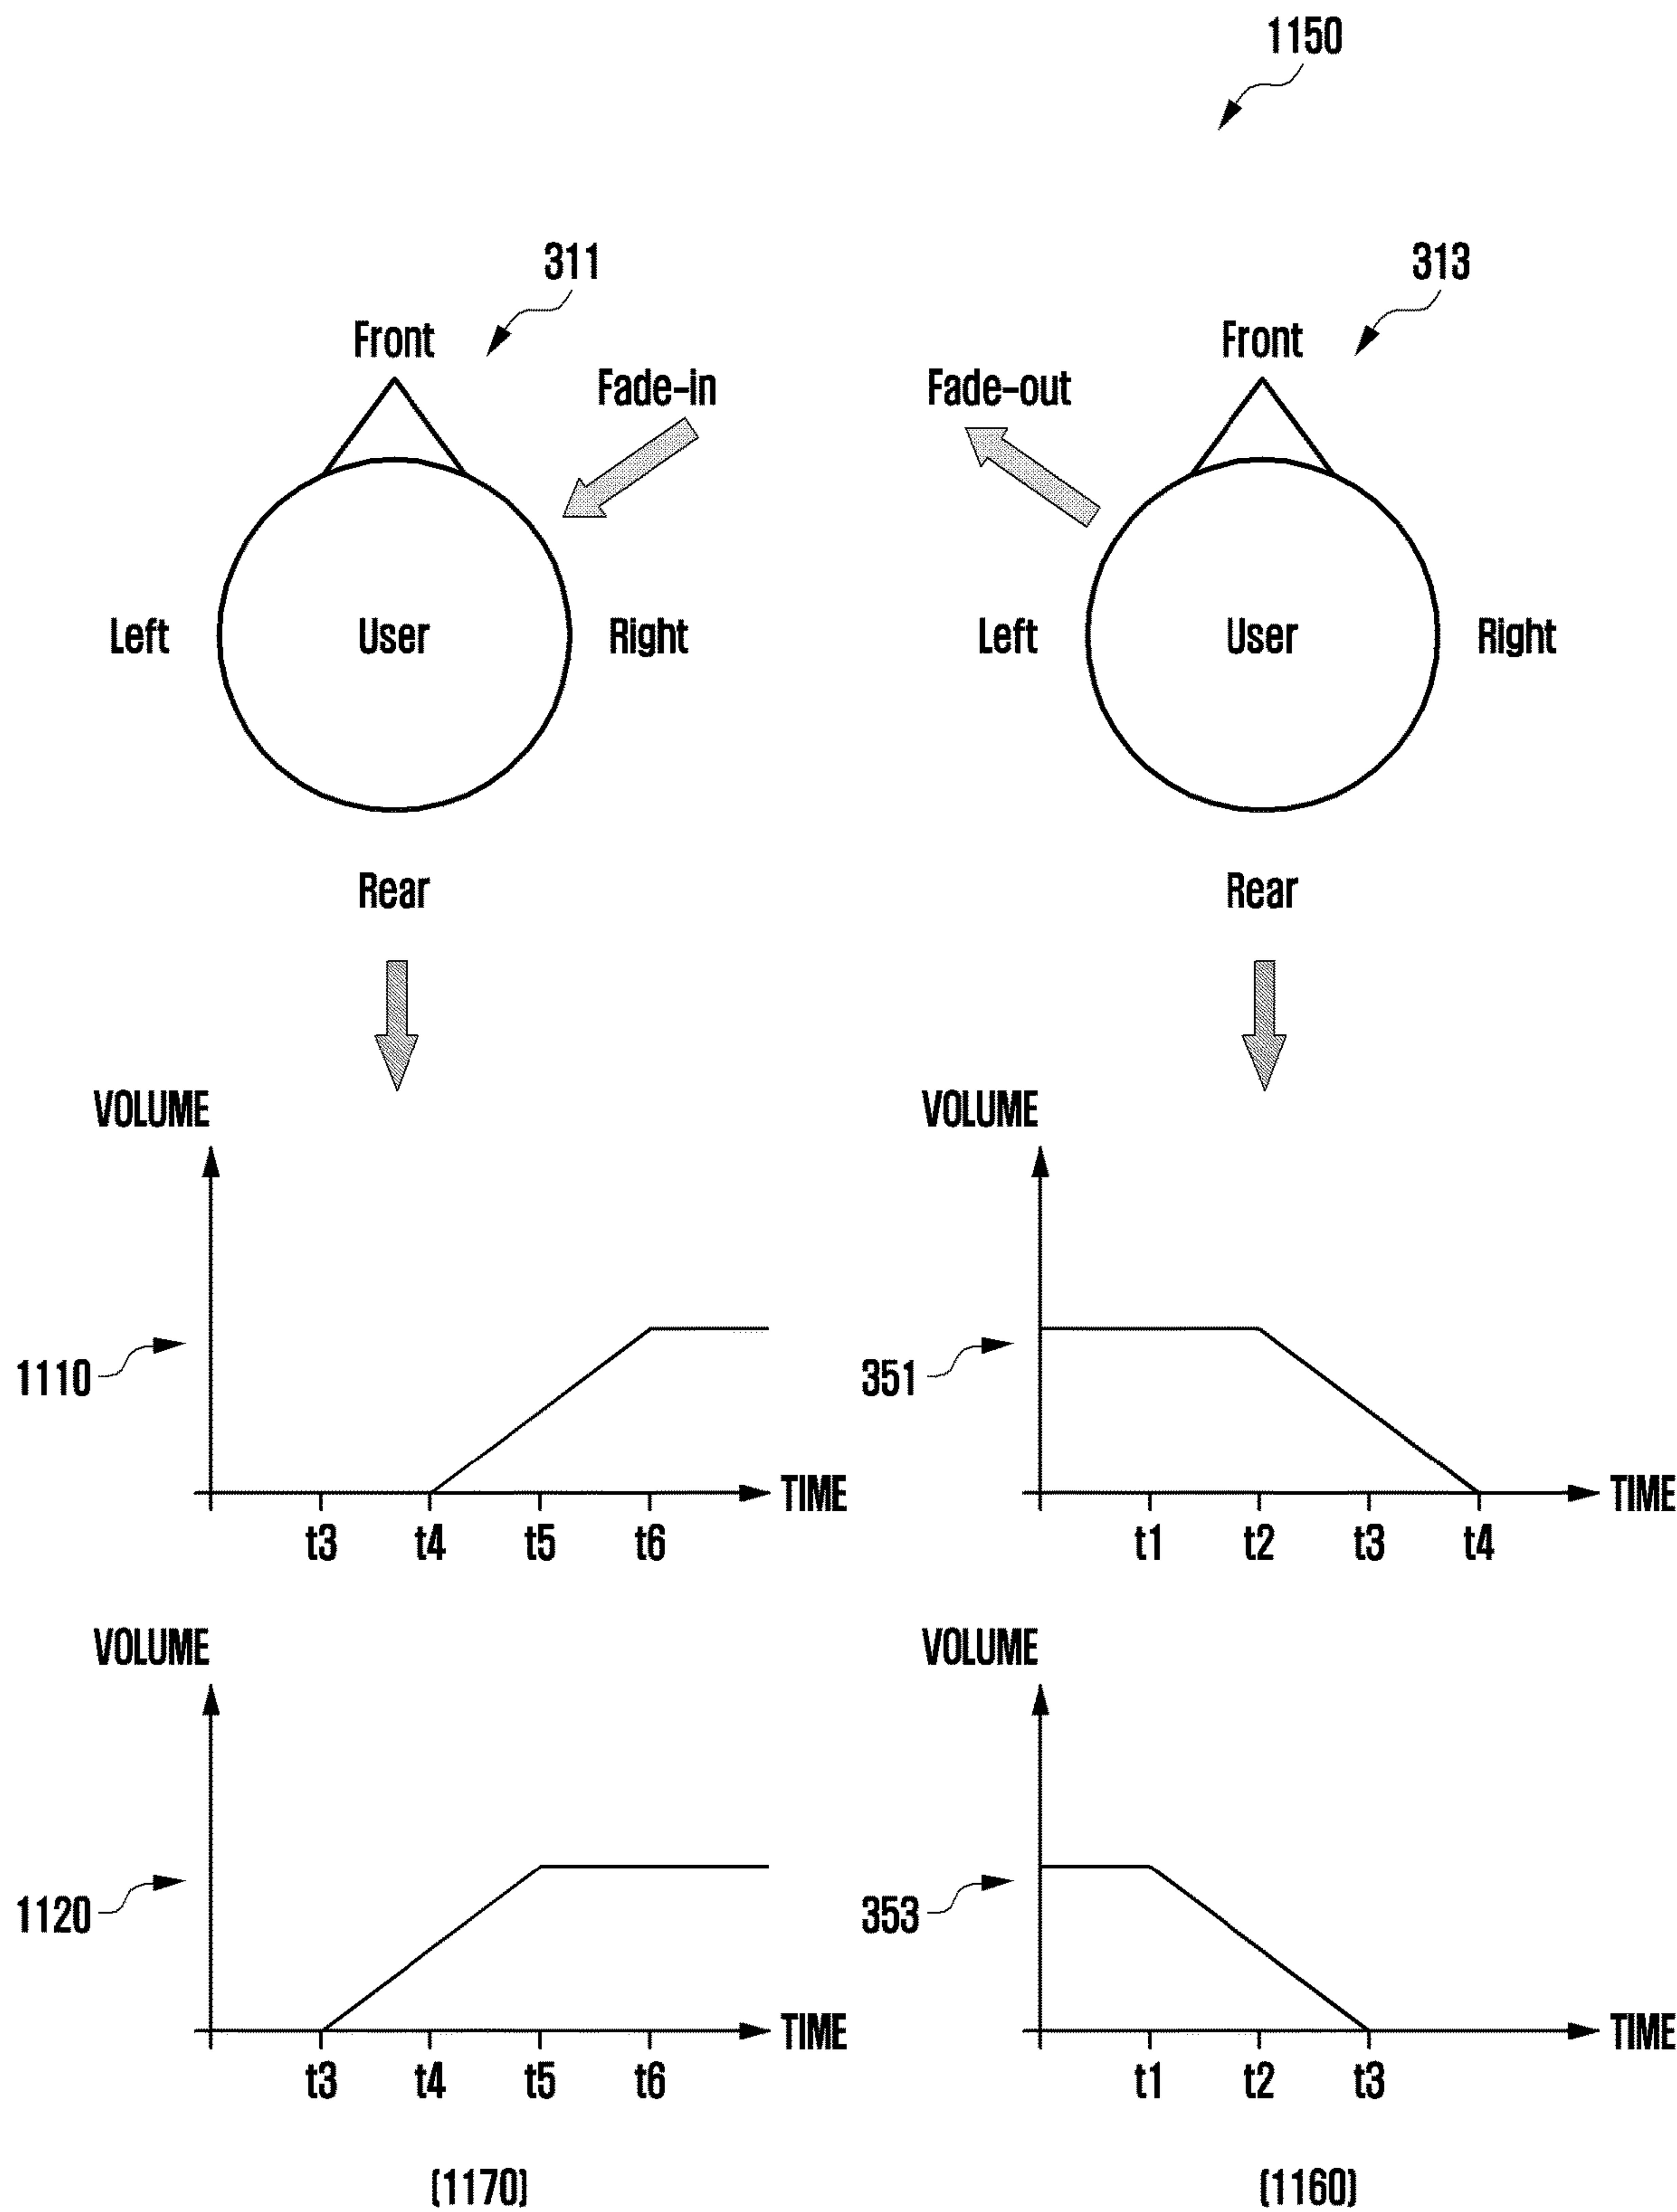 1150
311
313
Front
Front
Fade-in
Fade-out
Left
User
Right
Left
User
Right
Rear
Rear
VOLUME
VOLUME
1110
351
TIME
TIME
t3 t4 t5 t6
t1 t2 t3 t4
VOLUME
VOLUME
1120
353
TIME
TIME
t3 t4 t5 t6
t1 t2 t3
(1170)
(1160)